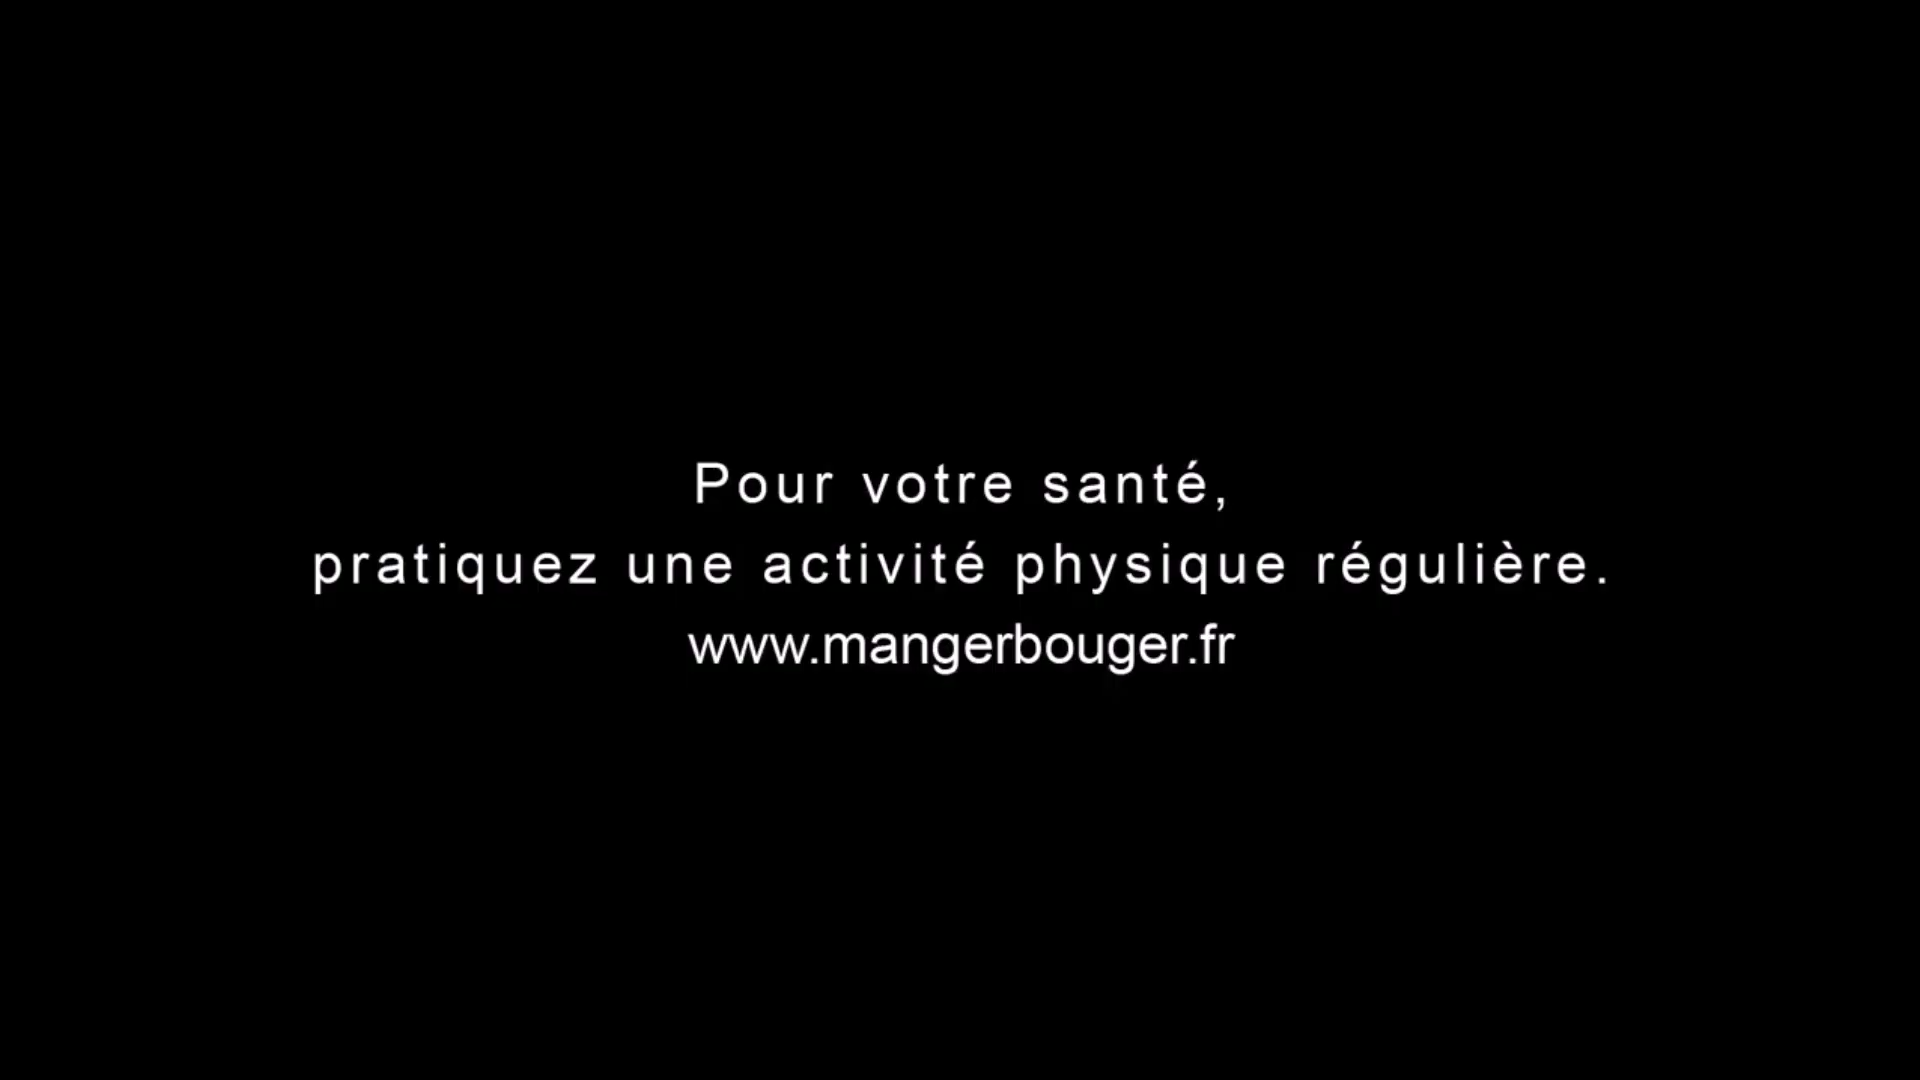 Pour votre santé,
pratiquez une activité physique régulière.
www.mangerbouger.fr